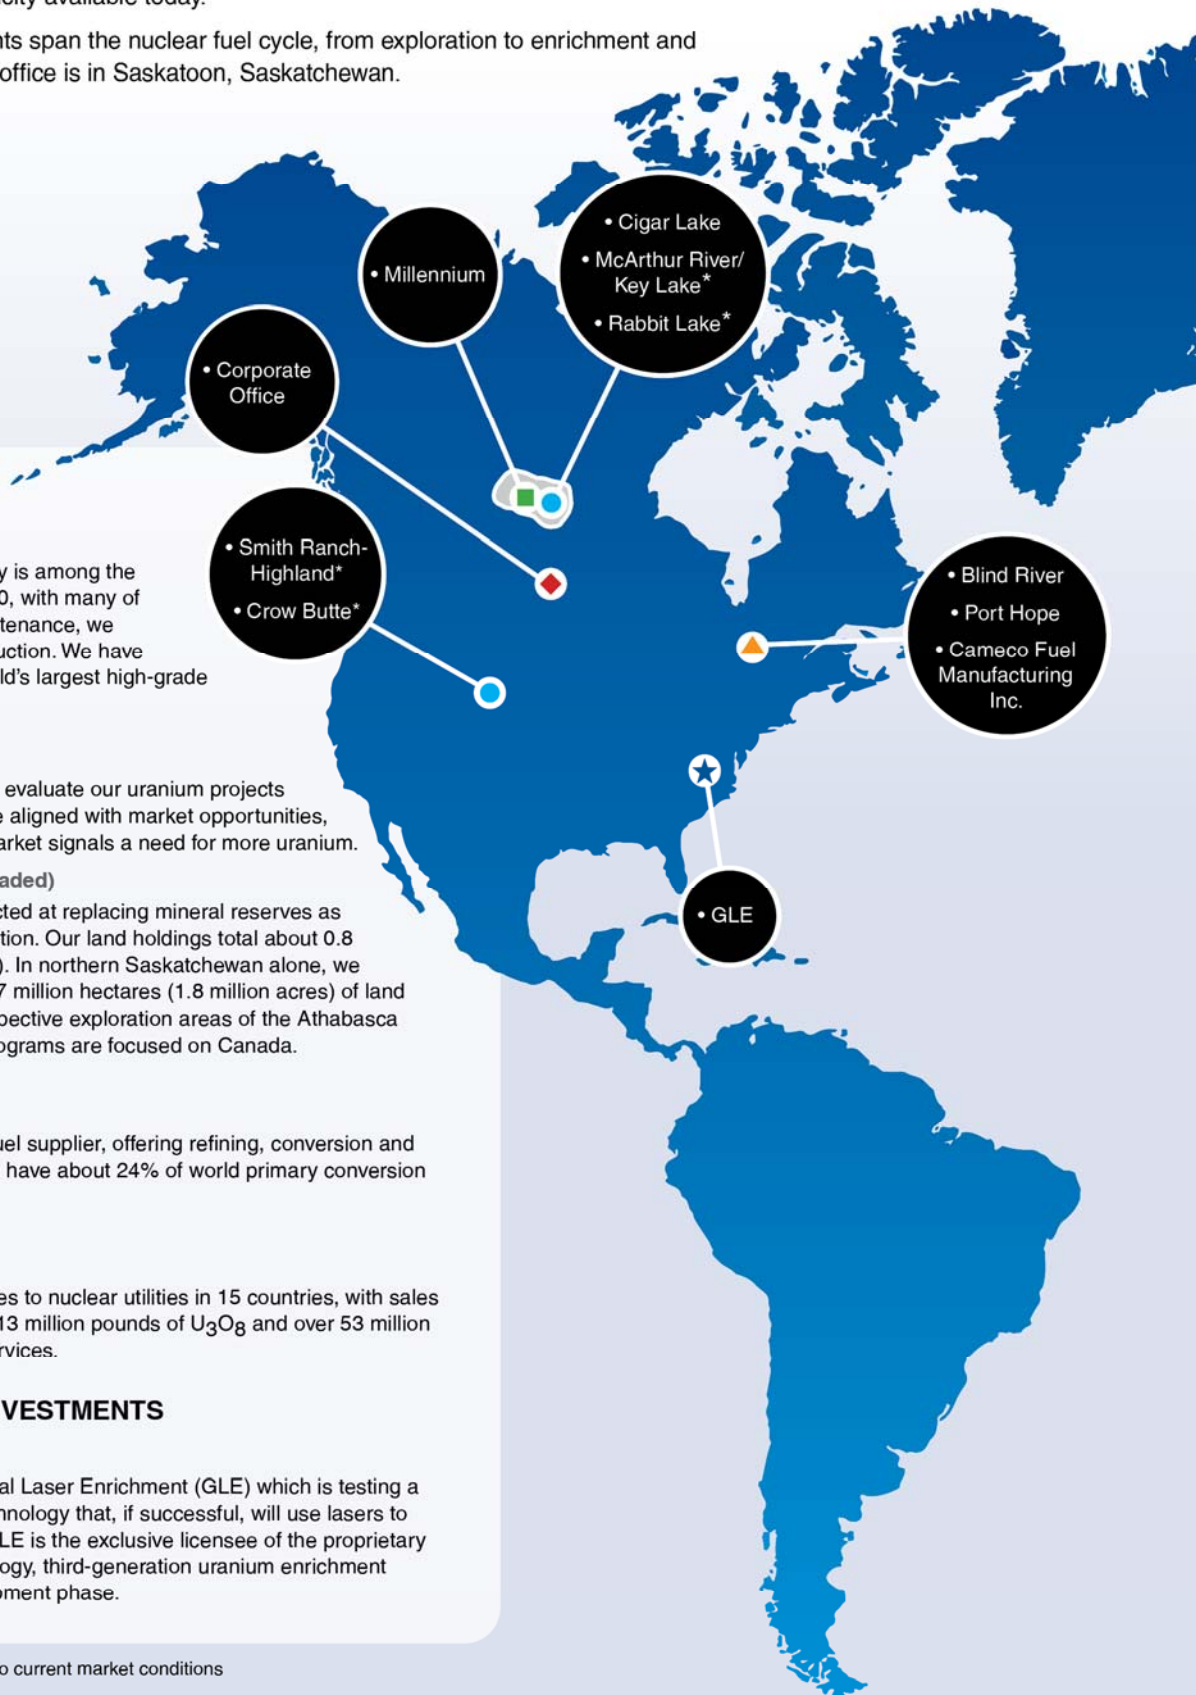 city available today.
nts span the nuclear fuel cycle, from exploration to enrichment and
office is in Saskatoon, Saskatchewan.
• Cigar Lake
• McArthur River/
Key Lake*
• Rabbit Lake*
• Millennium
• Corporate
Office
• Smith Ranch-
Highland*
• Crow Butte*
• Blind River
• Port Hope
• Cameco Fuel
Manufacturing
Inc.
• GLE
y is among the
0, with many of
tenance, we
uction. We have
ld's largest high-grade
evaluate our uranium projects
e aligned with market opportunities,
arket signals a need for more uranium.
aded)
cted at replacing mineral reserves as
tion. Our land holdings total about 0.8
). In northern Saskatchewan alone, we
7 million hectares (1.8 million acres) of land
spective exploration areas of the Athabasca
ograms are focused on Canada.
uel supplier, offering refining, conversion and
have about 24% of world primary conversion
es to nuclear utilities in 15 countries, with sales
13 million pounds of U3O8 and over 53 million
rvices.
VESTMENTS
al Laser Enrichment (GLE) which is testing a
hnology that, if successful, will use lasers to
LE is the exclusive licensee of the proprietary
ogy, third-generation uranium enrichment
pment phase.
o current market conditions